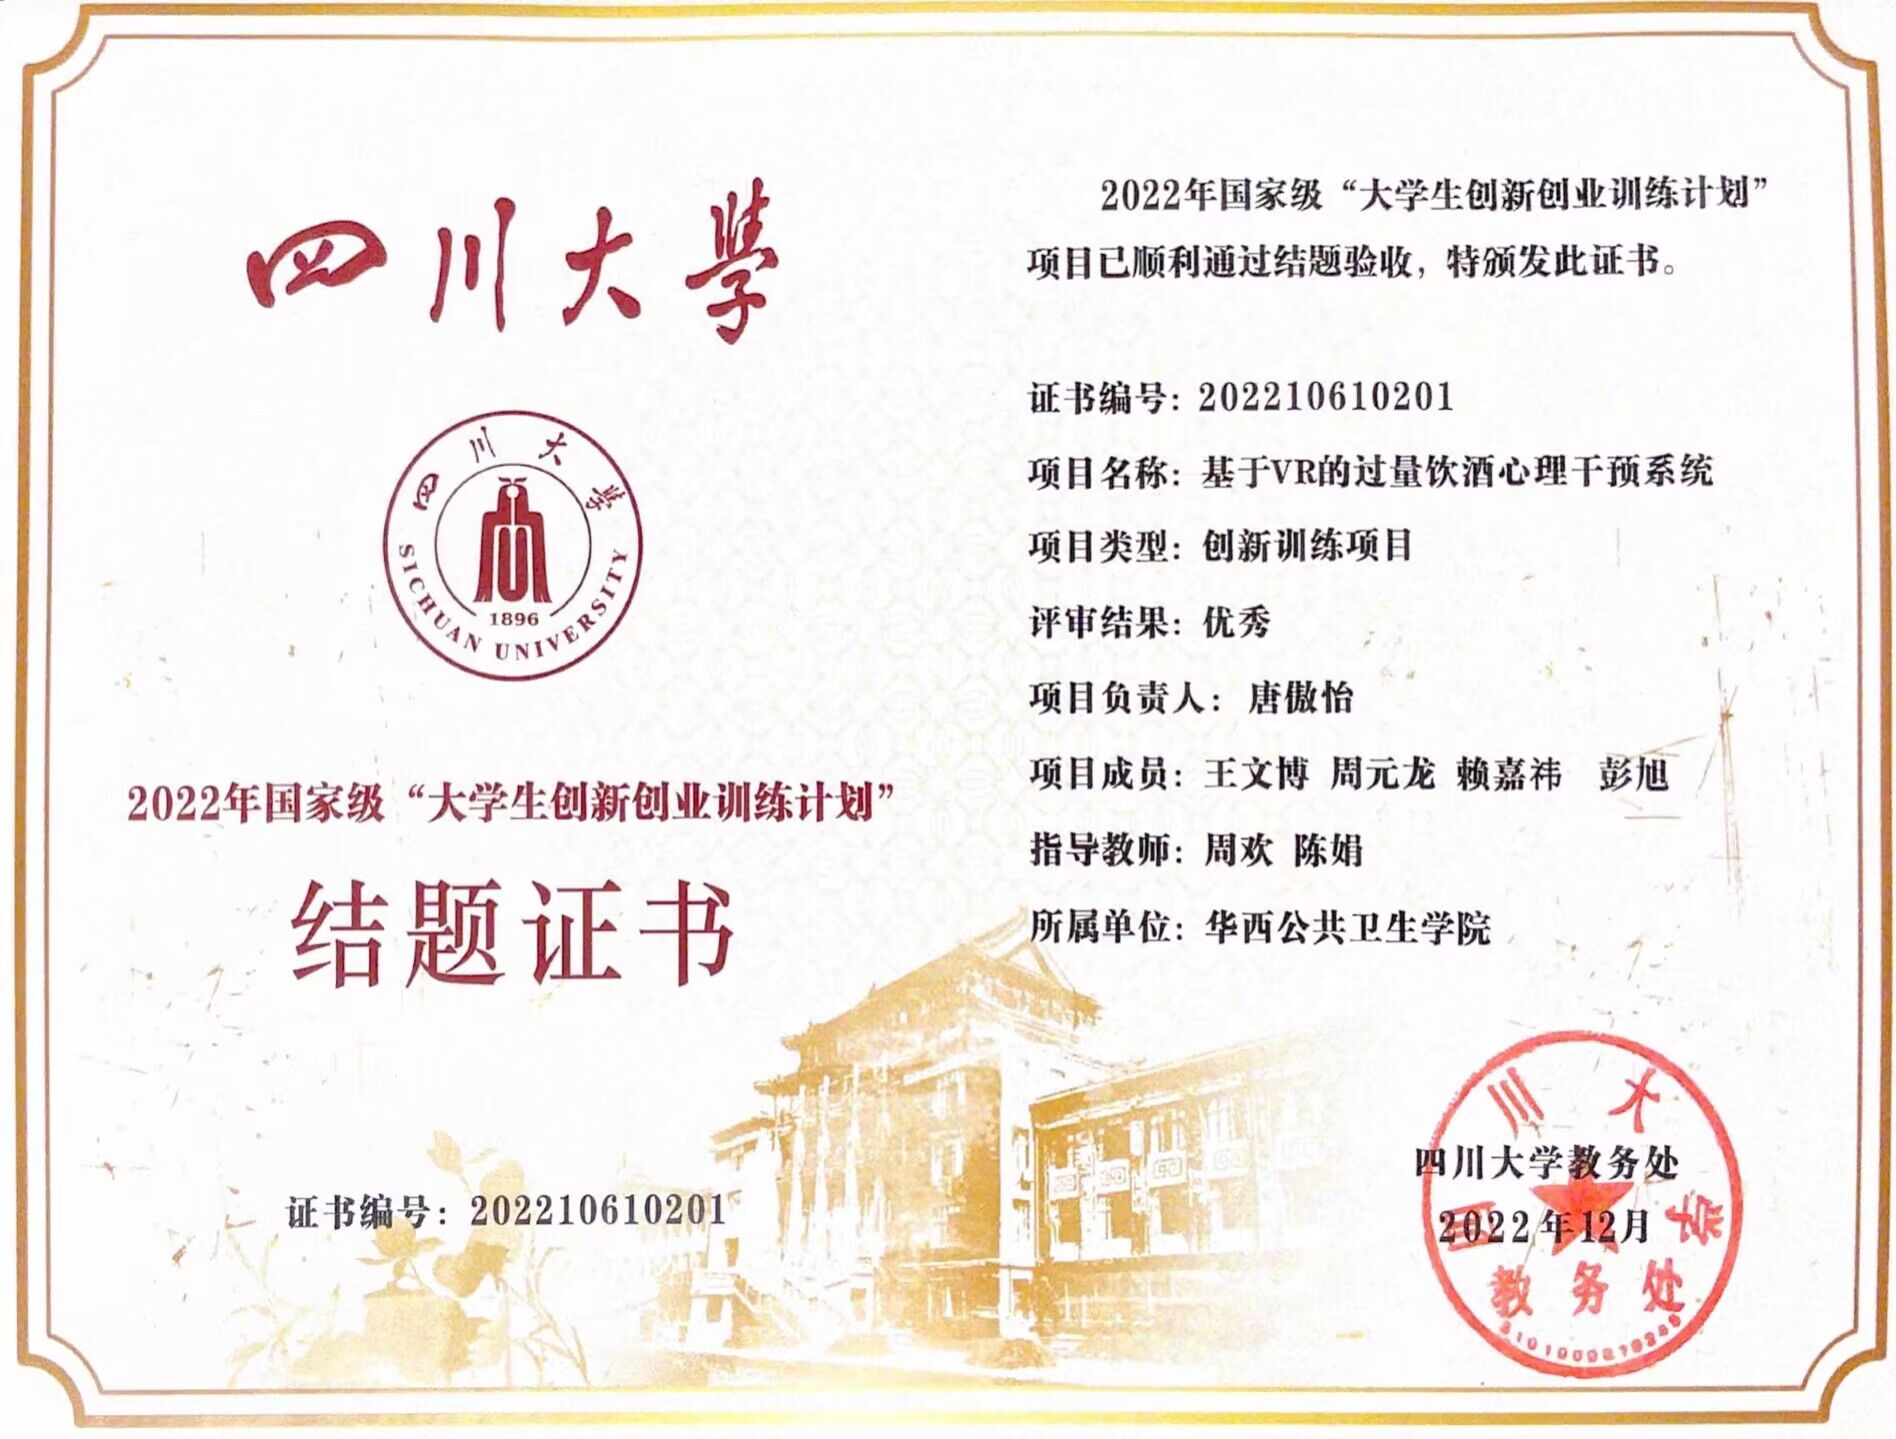 四川大學
四川大學
1896
SICHUAN UNIVERSITY
2022年国家级“大学生创新创业训练计划”
结题证书
证书编号：202210610201
2022年国家级“大学生创新创业训练计划”
项目已顺利通过结题验收，特颁发此证书。
证书编号：202210610201
项目名称：基于VR的过量饮酒心理干预系统
项目类型：创新训练项目
评审结果：优秀
项目负责人：唐傲怡
项目成员：王文博 周元龙 赖嘉祎 彭旭
指导教师：周欢 陈娟
所属单位：华西公共卫生学院
四川大学教务处
2022年12月
四川大学
教务处